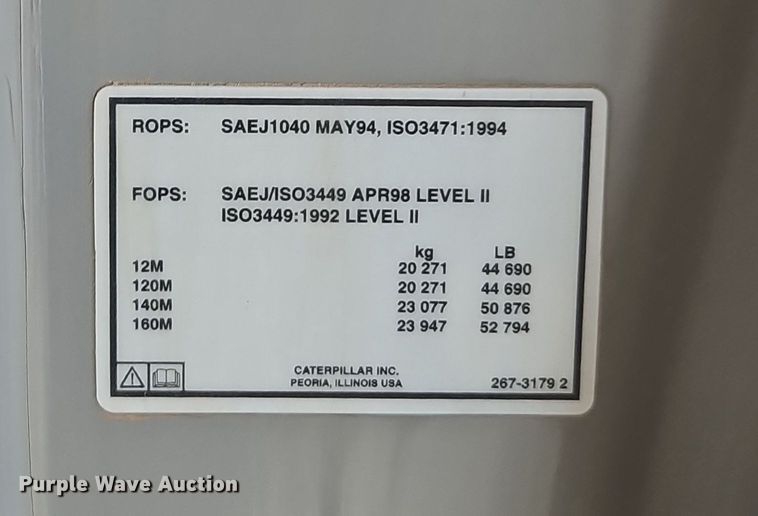 ROPS: SAEJ1040 MAY94, ISO3471:1994
FOPS: SAEJ/ISO3449 APR98 LEVEL II
ISO3449:1992 LEVEL II
kg LB
12M 20 271 44 690
120M 20 271 44 690
140M 23 077 50 876
160M 23 947 52 794
CATERPILLAR INC.
PEORIA, ILLINOIS USA 267-3179 2
Purple Wave Auction